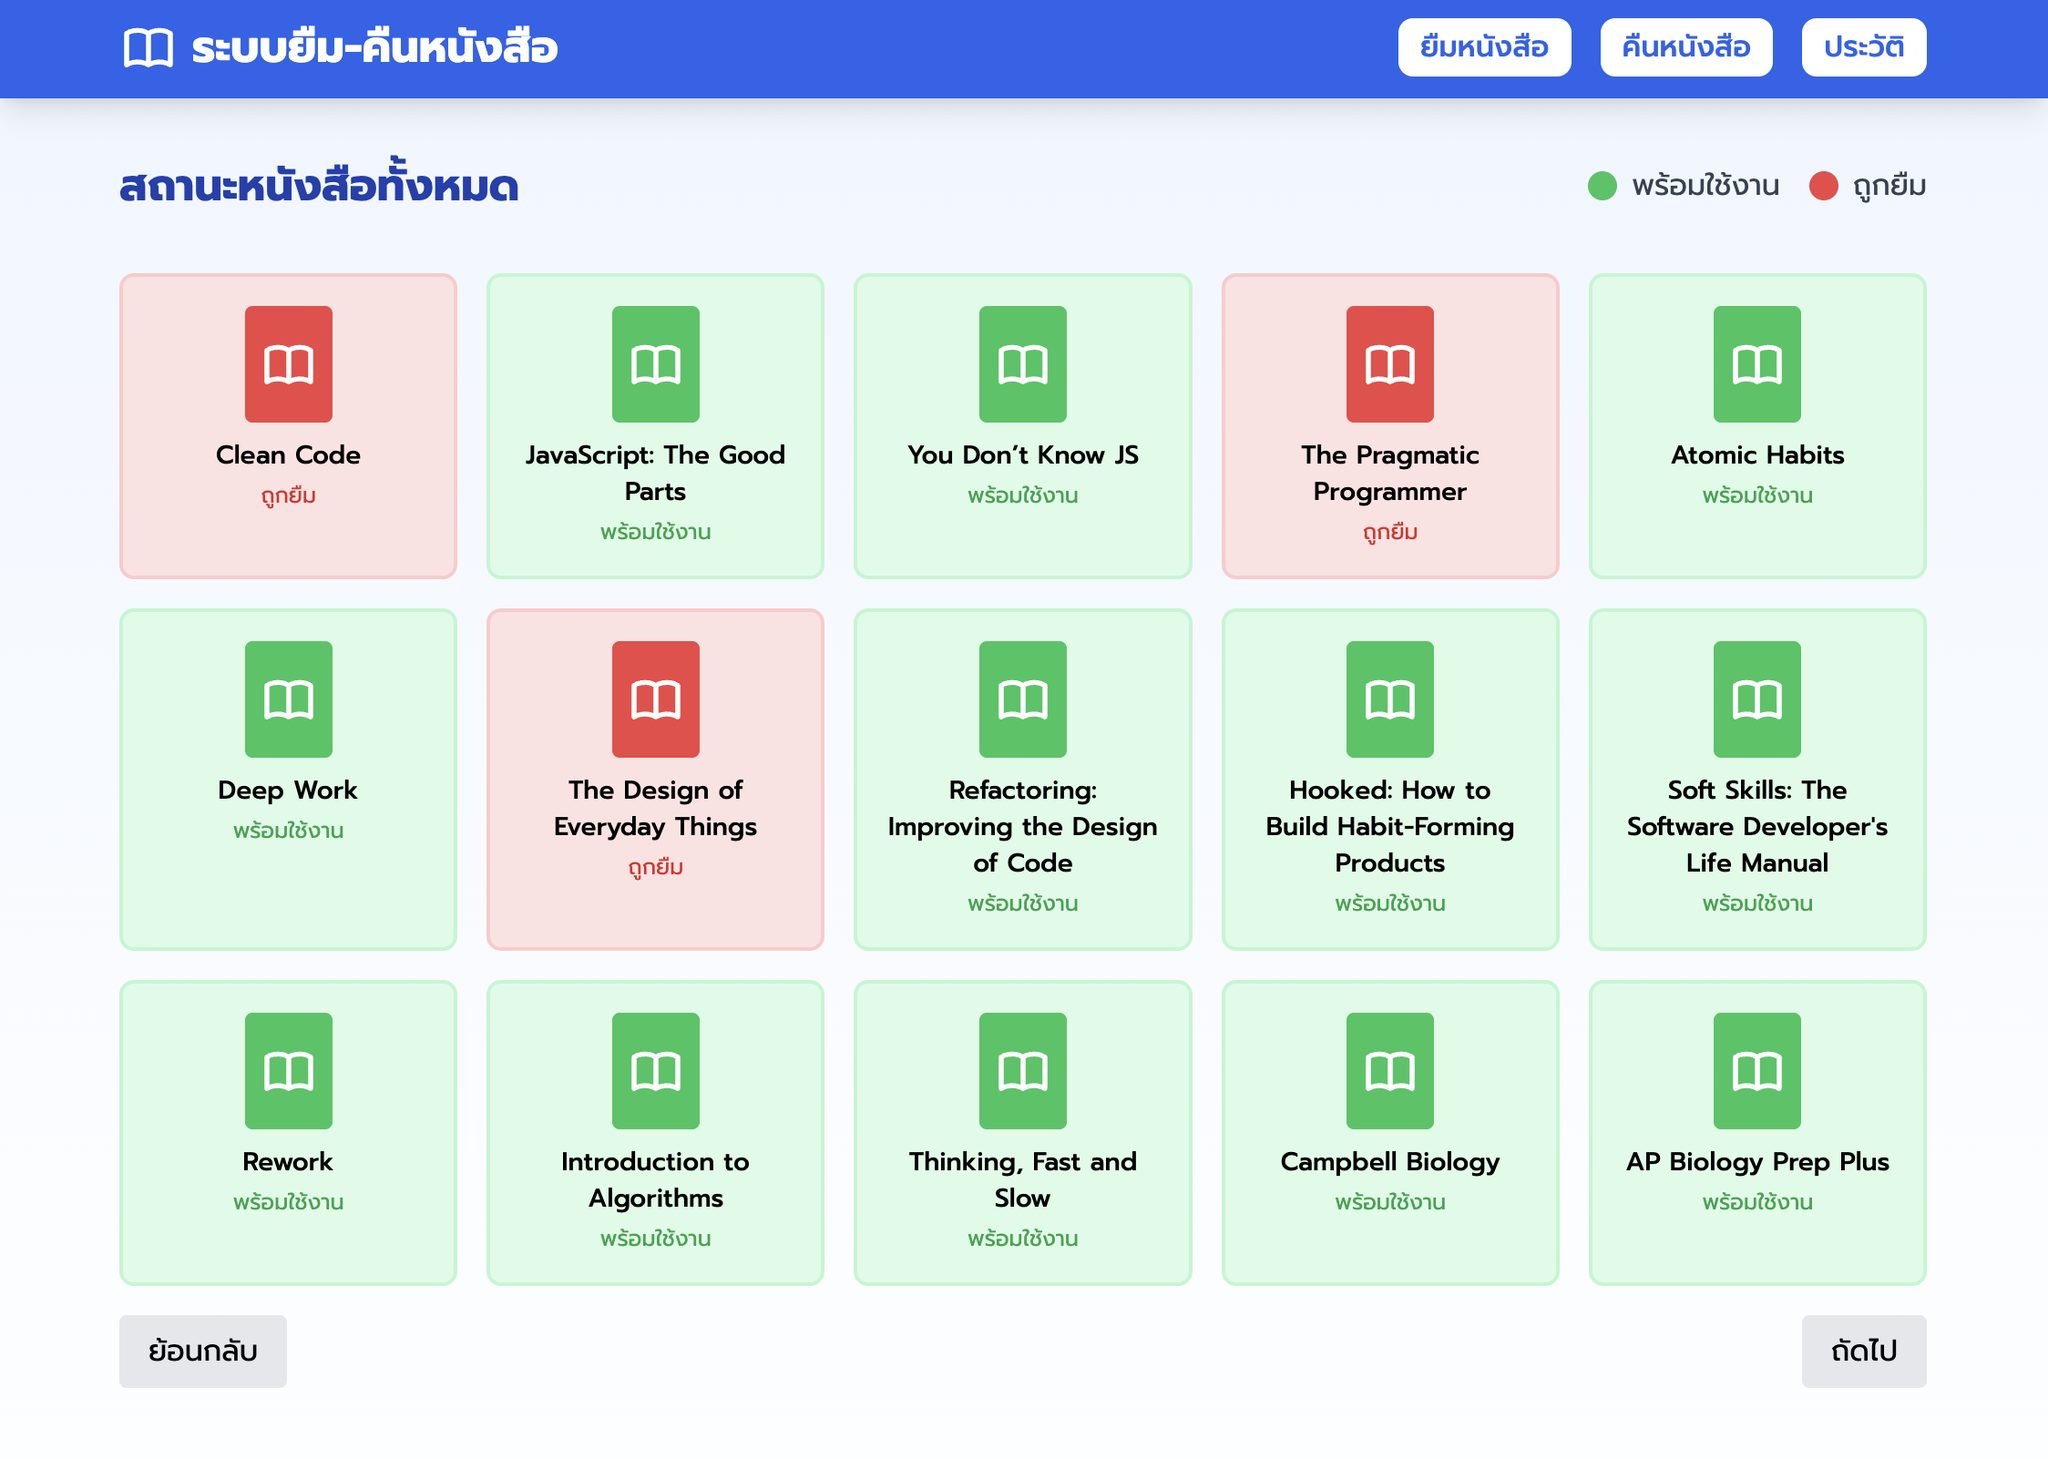 ระบบยืม-คืนหนังสือ
ยืมหนังสือ
คืนหนังสือ
ประวัติ
สถานะหนังสือทั้งหมด
พร้อมใช้งาน
ถูกยืม
Clean Code
ถูกยืม
JavaScript: The Good
Parts
พร้อมใช้งาน
You Don’t Know JS
พร้อมใช้งาน
The Pragmatic
Programmer
ถูกยืม
Atomic Habits
พร้อมใช้งาน
Deep Work
พร้อมใช้งาน
The Design of
Everyday Things
ถูกยืม
Refactoring:
Improving the Design
of Code
พร้อมใช้งาน
Hooked: How to
Build Habit-Forming
Products
พร้อมใช้งาน
Soft Skills: The
Software Developer's
Life Manual
พร้อมใช้งาน
Rework
พร้อมใช้งาน
Introduction to
Algorithms
พร้อมใช้งาน
Thinking, Fast and
Slow
พร้อมใช้งาน
Campbell Biology
พร้อมใช้งาน
AP Biology Prep Plus
พร้อมใช้งาน
ย้อนกลับ
ถัดไป